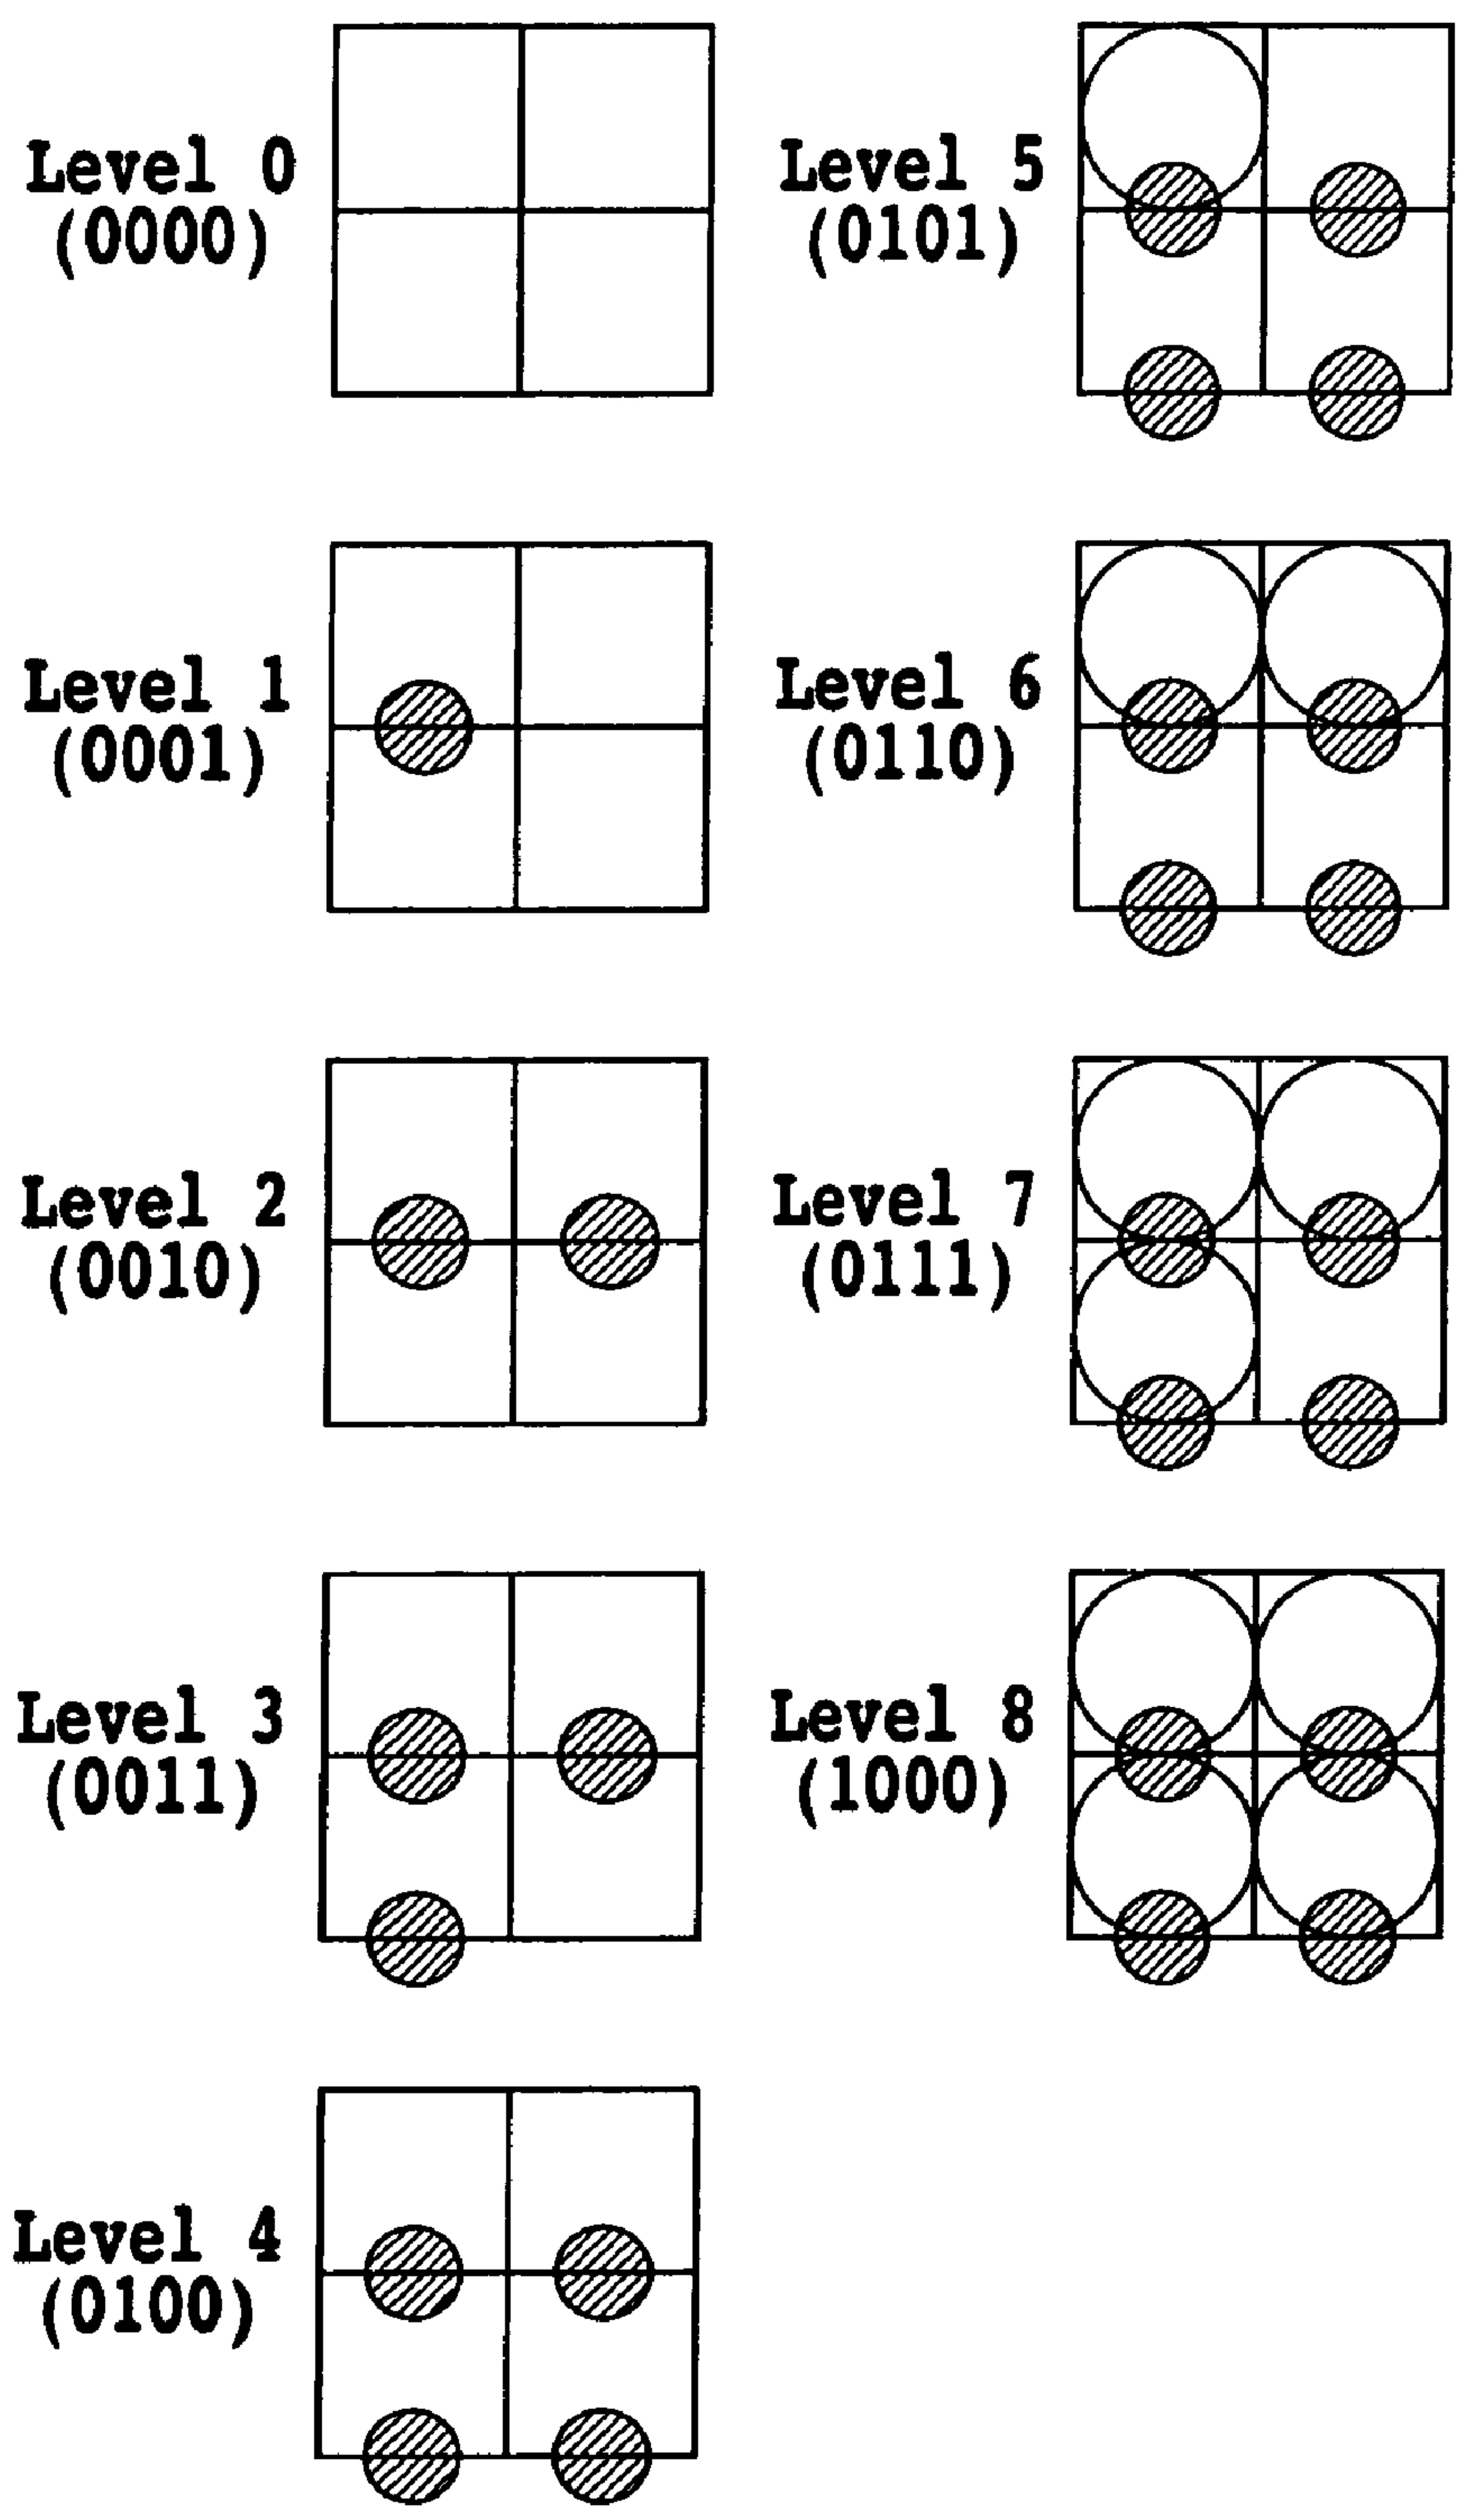 Level 0
(0000)
Level 1
(0001)
Level 2
(0010)
Level 3
(0011)
Level 4
(0100)
Level 5
(0101)
Level 6
(0110)
Level 7
(0111)
Level 8
(1000)